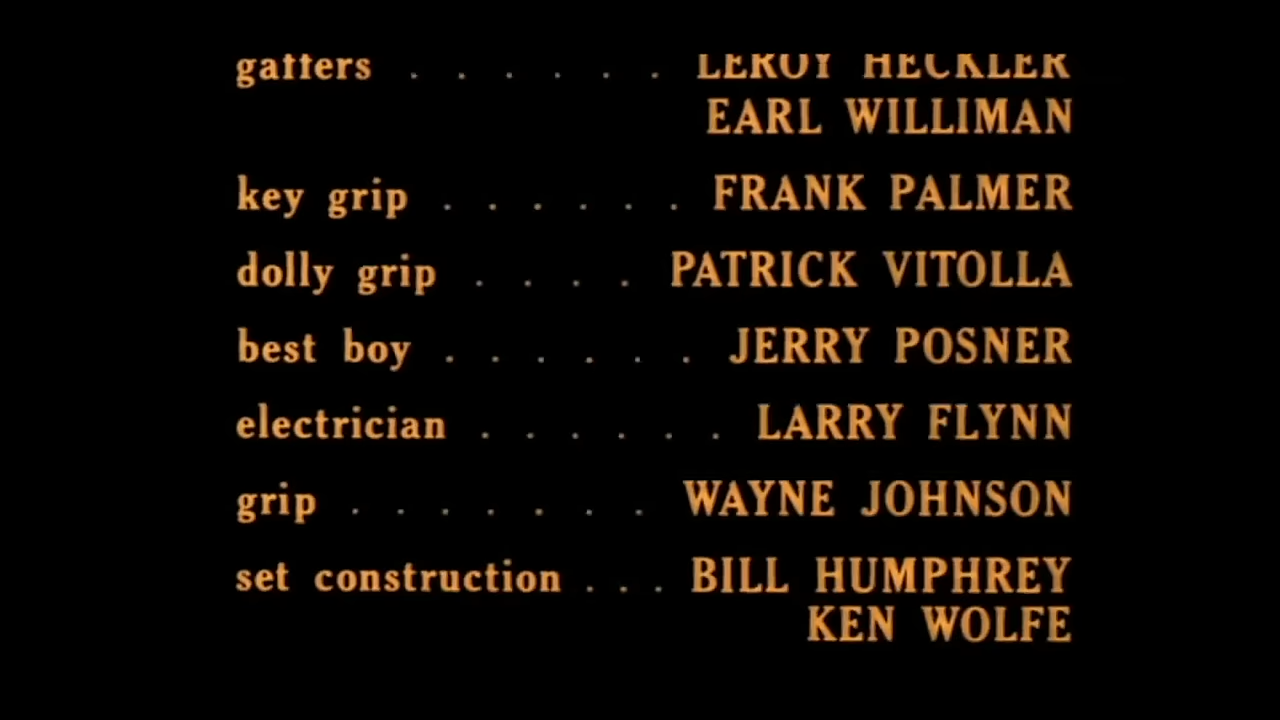 gaffers . . . . . . LEROY HECKLER
EARL WILLIMAN
key grip . . . . . . FRANK PALMER
dolly grip . . . . PATRICK VITOLLA
best boy . . . . . . JERRY POSNER
electrician . . . . . . LARRY FLYNN
grip . . . . . . . WAYNE JOHNSON
set construction . . . BILL HUMPHREY
KEN WOLFE